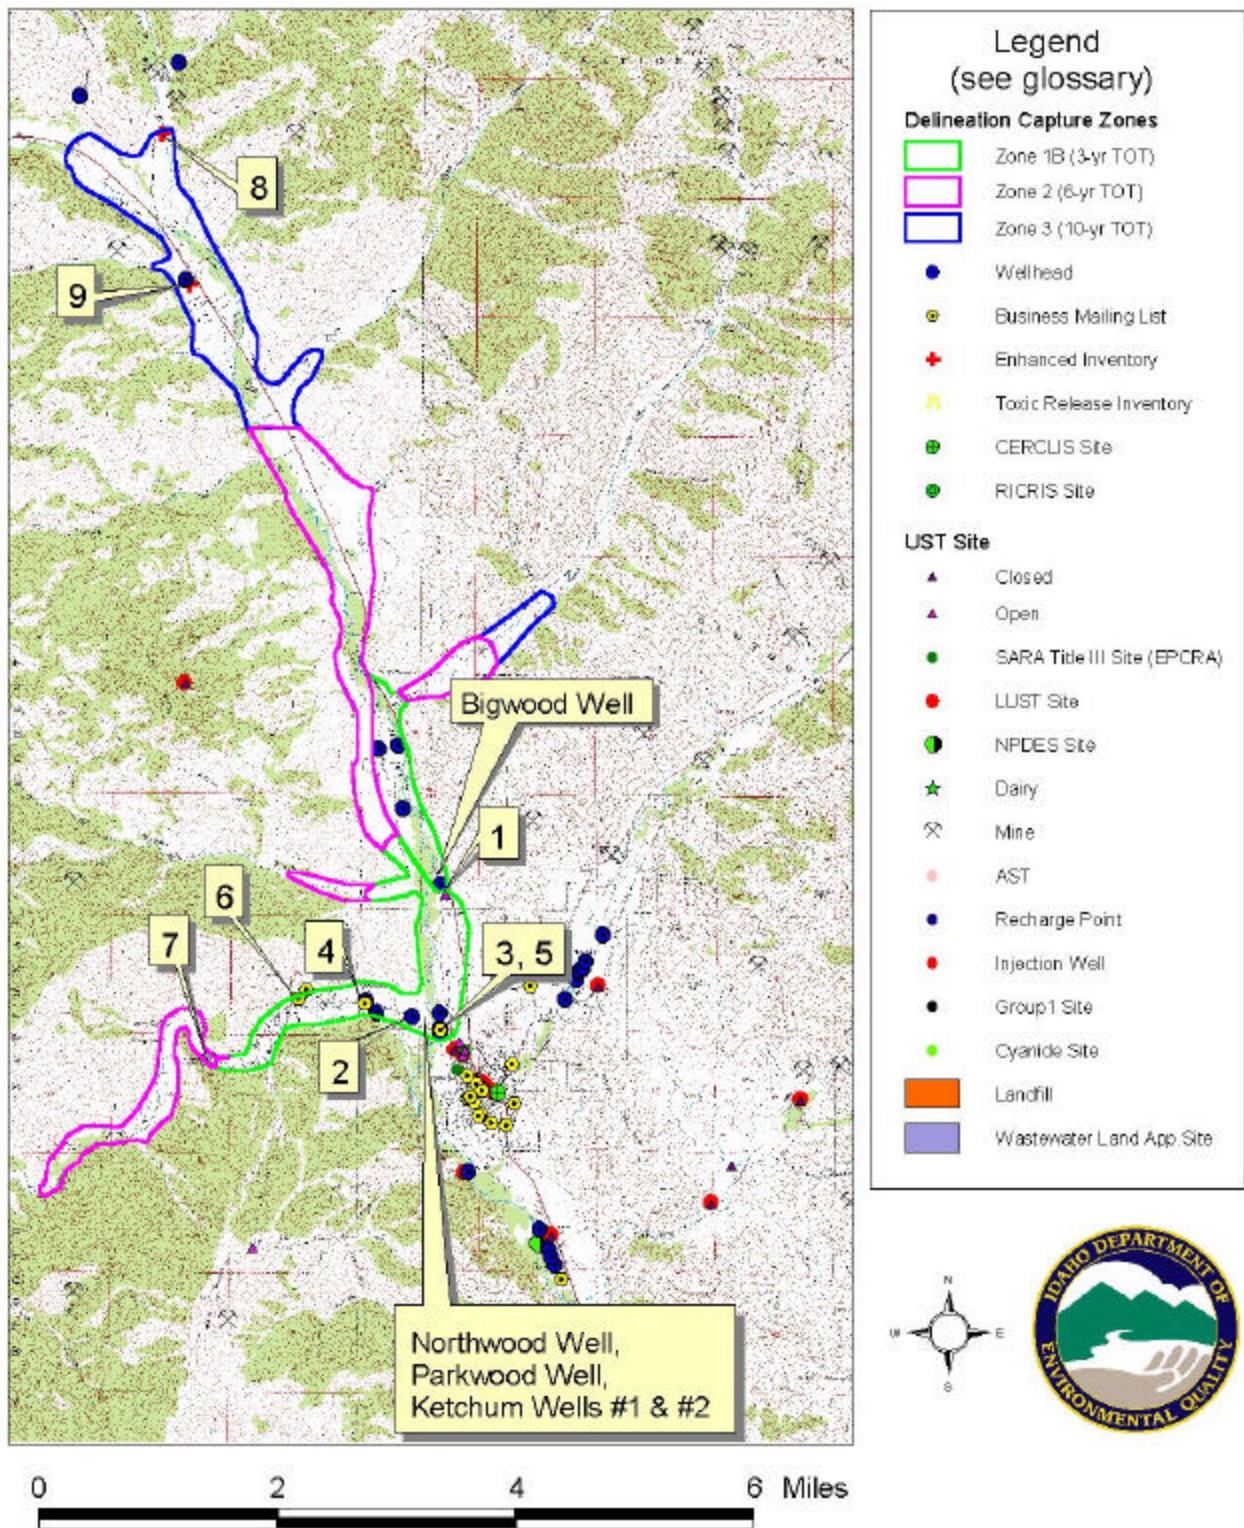 8
9
Bigwood Well
1
6
4
3, 5
7
2
Northwood Well,
Parkwood Well,
Ketchum Wells #1 & #2
0 2 4 6 Miles
Legend
(see glossary)
Delineation Capture Zones
Zone 1B (3-yr TOT)
Zone 2 (6-yr TOT)
Zone 3 (10-yr TOT)
Wellhead
Business Mailing List
Enhanced Inventory
Toxic Release Inventory
CERCLIS Site
RICRIS Site
UST Site
Closed
Open
SARA Title III Site (EPCRA)
LUST Site
NPDES Site
Dairy
Mine
AST
Recharge Point
Injection Well
Group1 Site
Cyanide Site
Landfill
Wastewater Land App.Site
N
W E
S
IDAHO DEPARTMENT OF
ENVIRONMENTAL QUALITY